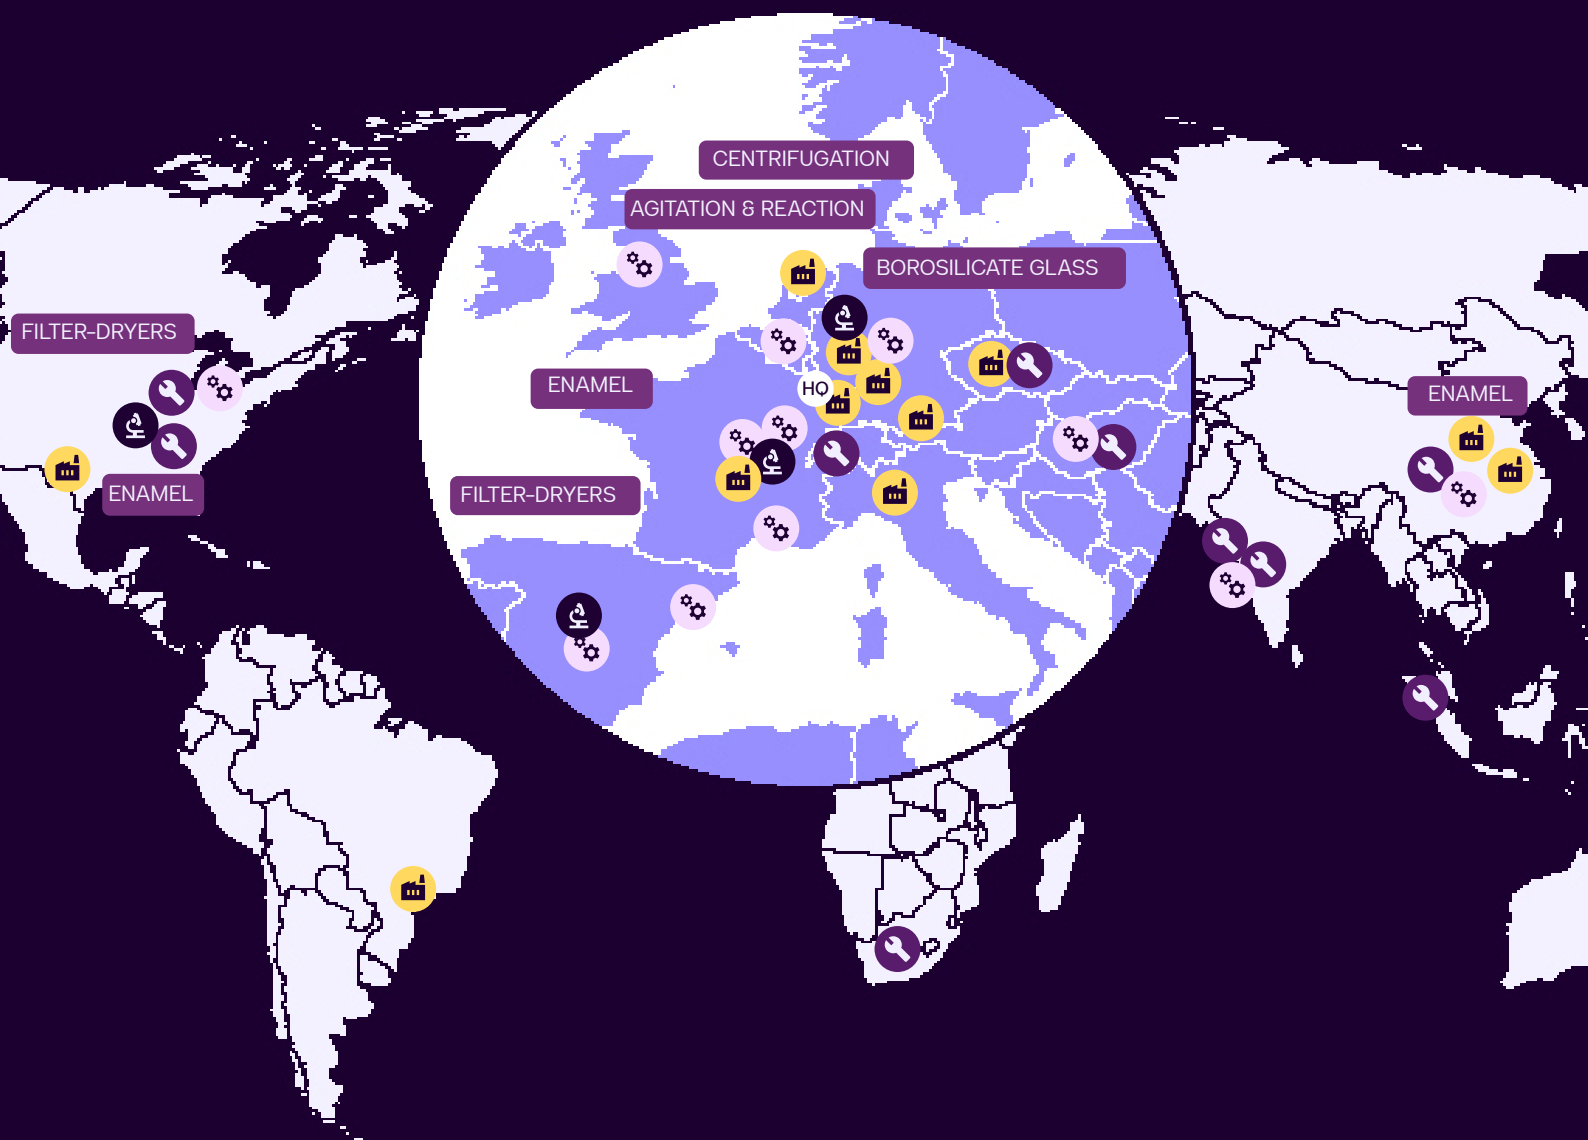 CENTRIFUGATION
AGITATION & REACTION
BOROSILICATE GLASS
FILTER-DRYERS
ENAMEL
HQ
ENAMEL
FILTER-DRYERS
ENAMEL